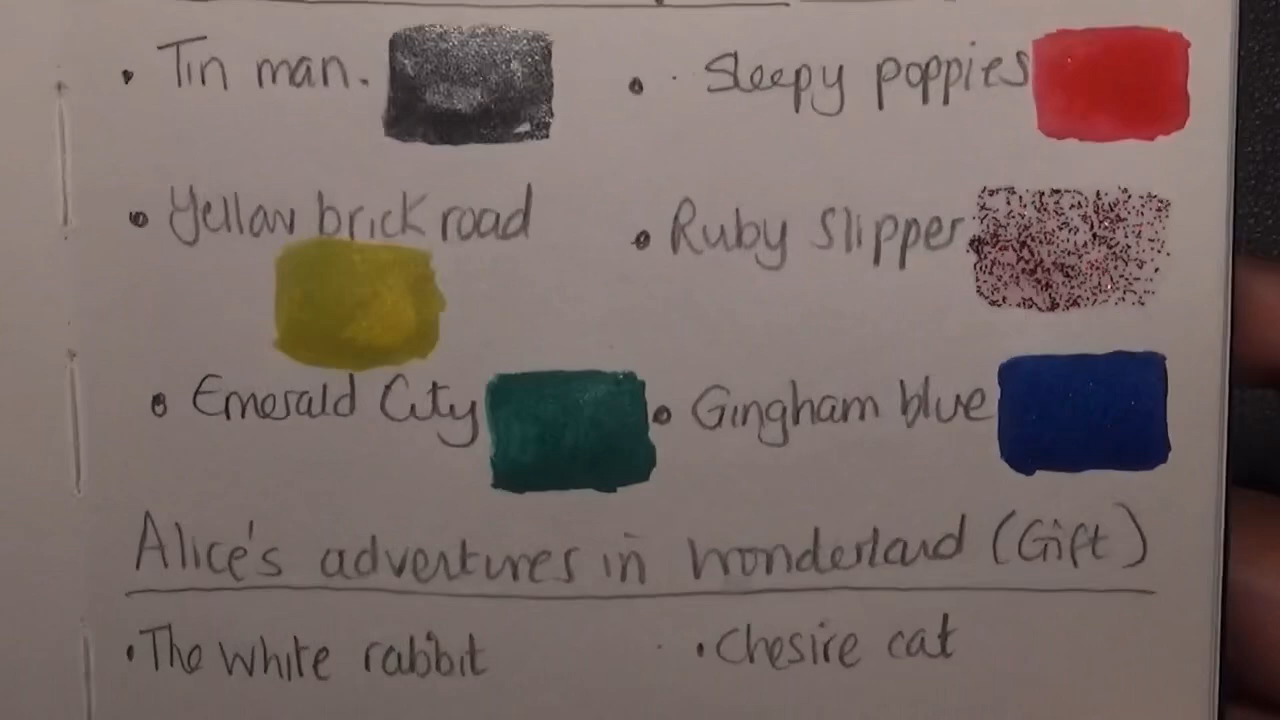 • Tin man.
• Sleepy poppies
• Yellow brick road
• Ruby Slipper
• Emerald City
• Gingham blue
Alice's adventures in wonderland (Gift)
• The white rabbit
• Chesire cat